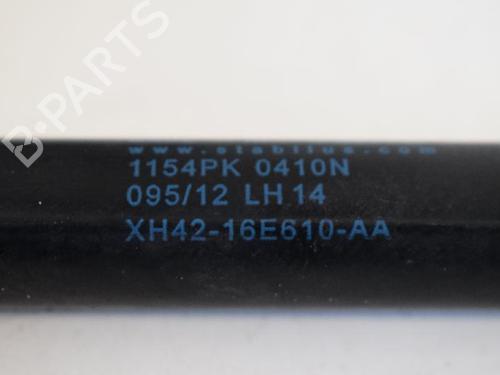 B-PARTS
www.stabilus.com
1154PK 0410N
095/12 LH 14
XH42-16E610-AA